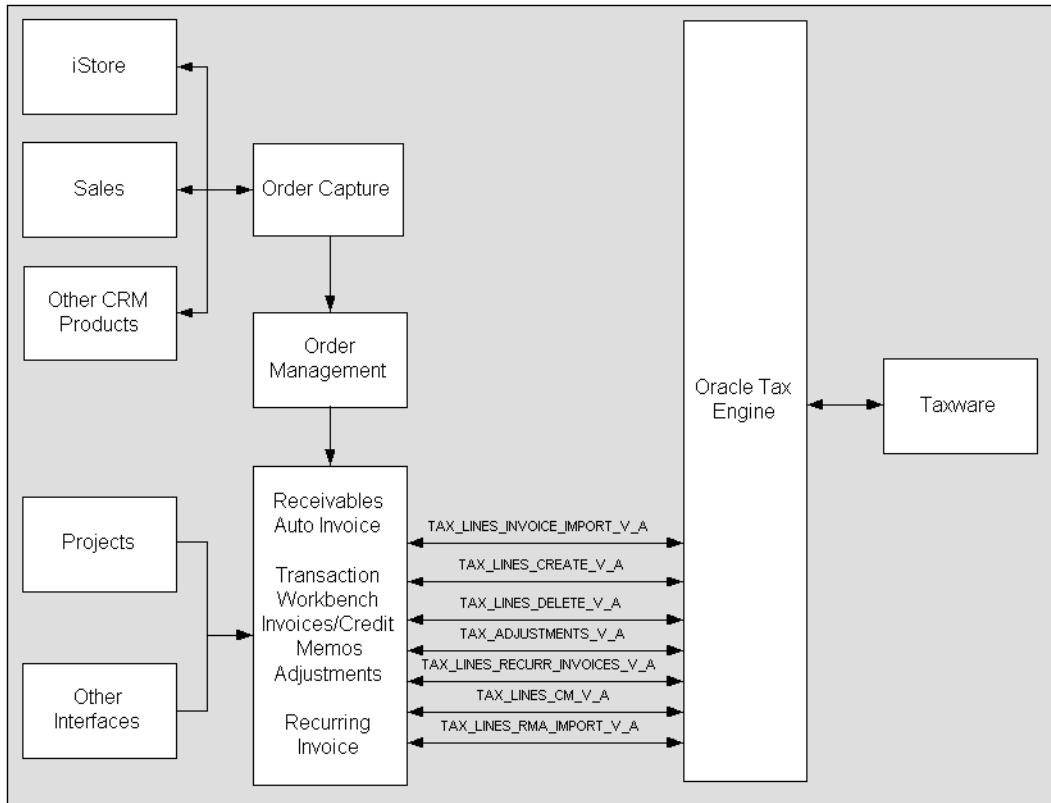 iStore
Sales
Order Capture
Other CRM
Products
Order
Management
Oracle Tax
Engine
Taxware
Projects
Other
Interfaces
Receivables
Auto Invoice
Transaction
Workbench
Invoices/Credit
Memos
Adjustments
Recurring
Invoice
TAX_LINES_INVOICE_IMPORT_V_A
TAX_LINES_CREATE_V_A
TAX_LINES_DELETE_V_A
TAX_ADJUSTMENTS_V_A
TAX_LINES_RECURR_INVOICES_V_A
TAX_LINES_CM_V_A
TAX_LINES_RMA_IMPORT_V_A